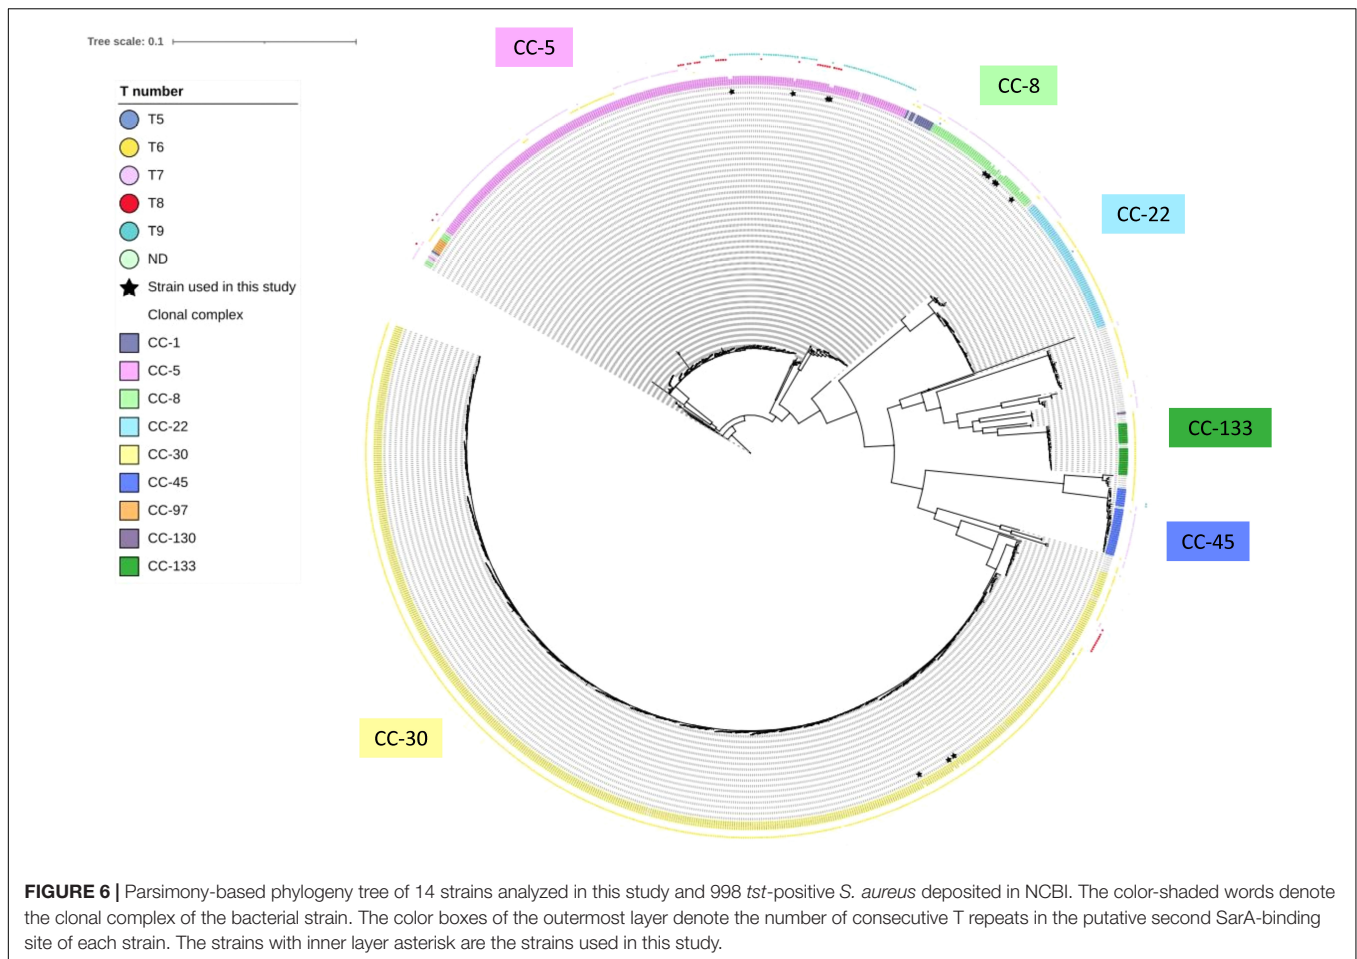 Tree scale: 0.1
CC-5
CC-8
CC-22
CC-133
CC-45
CC-30
T number
T5
T6
T7
T8
T9
ND
Strain used in this study
Clonal complex
CC-1
CC-5
CC-8
CC-22
CC-30
CC-45
CC-97
CC-130
CC-133
FIGURE 6 | Parsimony-based phylogeny tree of 14 strains analyzed in this study and 998 tst-positive S. aureus deposited in NCBI. The color-shaded words denote
the clonal complex of the bacterial strain. The color boxes of the outermost layer denote the number of consecutive T repeats in the putative second SarA-binding
site of each strain. The strains with inner layer asterisk are the strains used in this study.